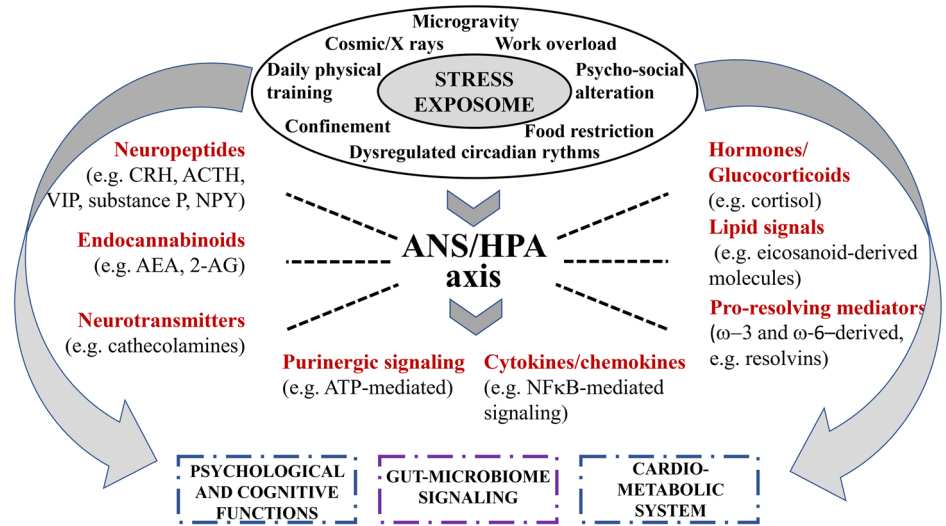 Microgravity
Cosmic/X rays
Work overload
Daily physical
training
STRESS
EXPOSOME
Psycho-social
alteration
Confinement
Food restriction
Dysregulated circadian rythms
Neuropeptides
(e.g. CRH, ACTH,
VIP, substance P, NPY)
Endocannabinoids
(e.g. AEA, 2-AG)
Neurotransmitters
(e.g. cathecolamines)
ANS/HPA
axis
Hormones/
Glucocorticoids
(e.g. cortisol)
Lipid signals
(e.g. eicosanoid-derived
molecules)
Pro-resolving mediators
(ω−3 and ω-6−derived,
e.g. resolvins)
Purinergic signaling
(e.g. ATP-mediated)
Cytokines/chemokines
(e.g. NFκB-mediated
signaling)
PSYCHOLOGICAL
AND COGNITIVE
FUNCTIONS
GUT-MICROBIOME
SIGNALING
CARDIO-
METABOLIC
SYSTEM